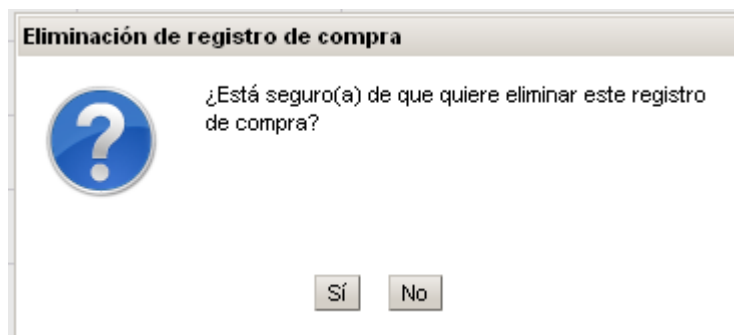 Eliminación de registro de compra
¿Está seguro(a) de que quiere eliminar este registro
de compra?
Sí No